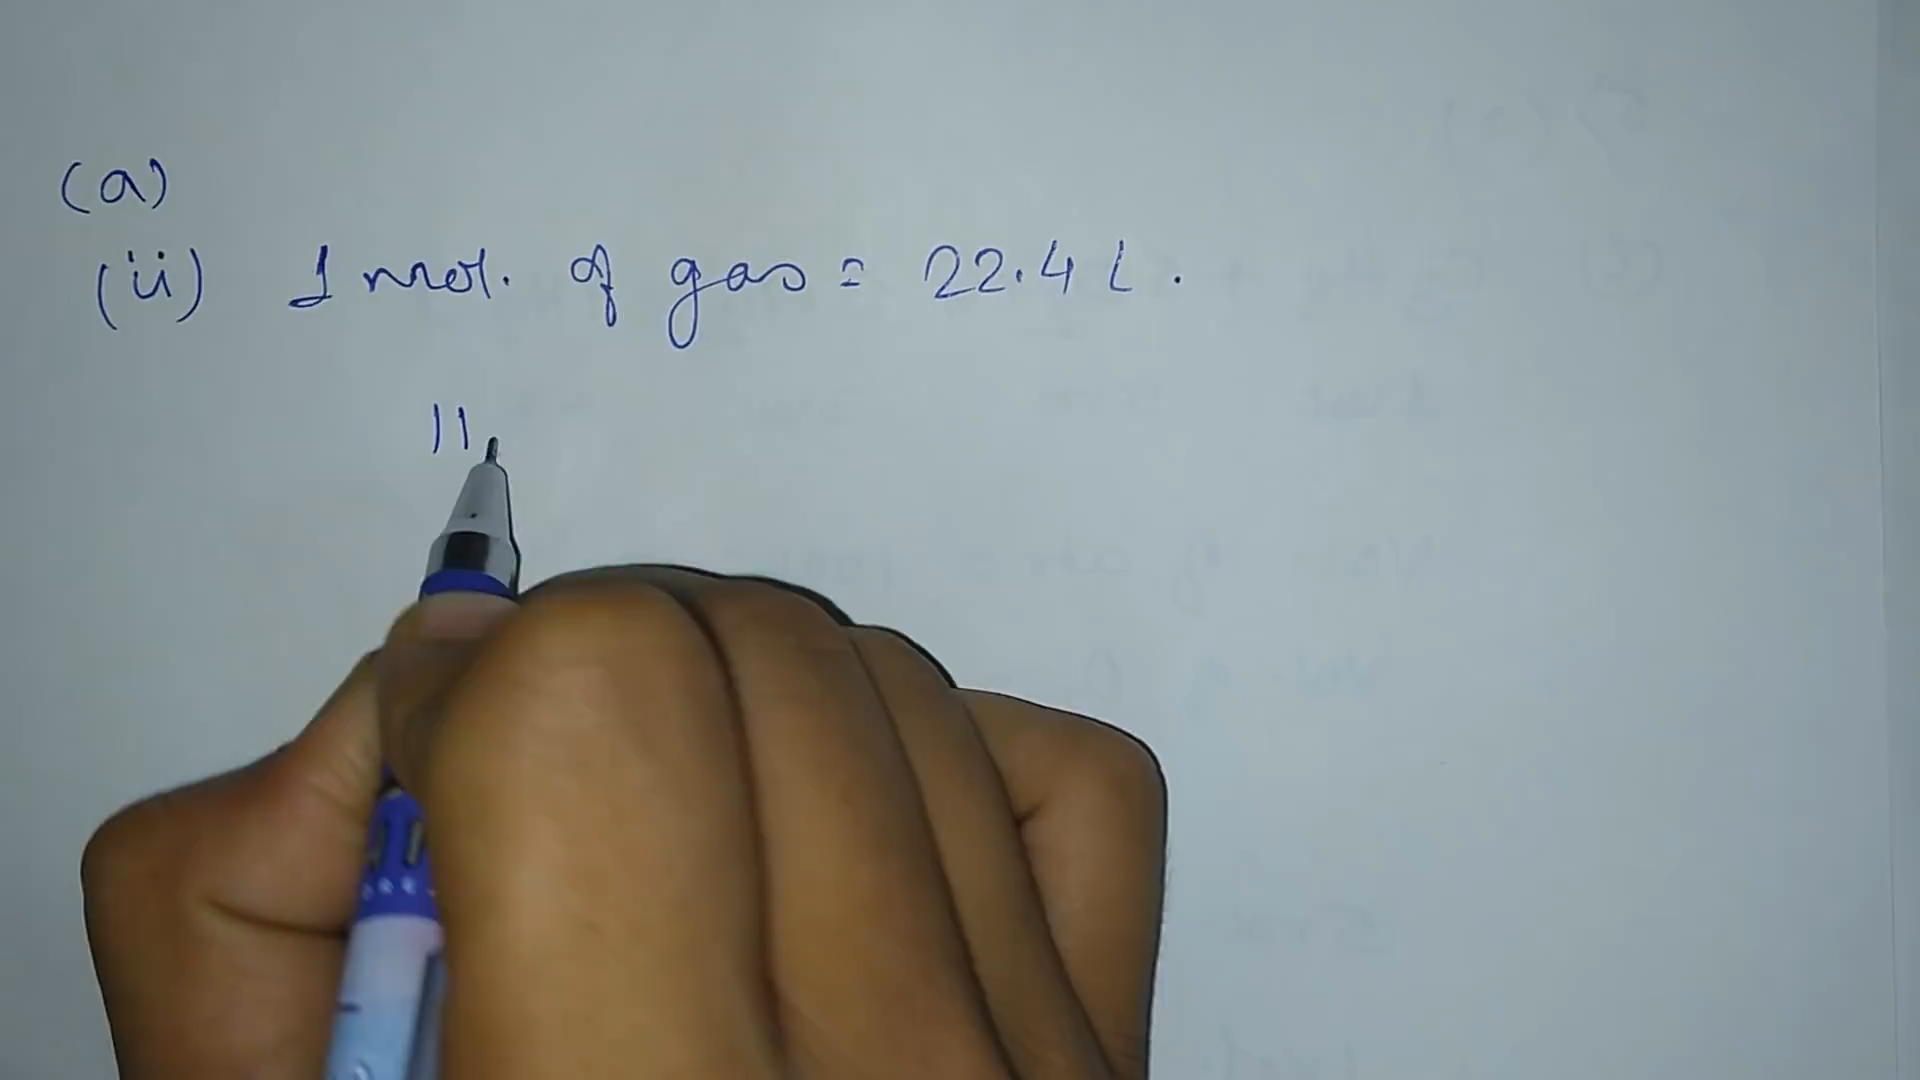 (a)
(ii) 1 mol. of gas = 22.4 L.
11.